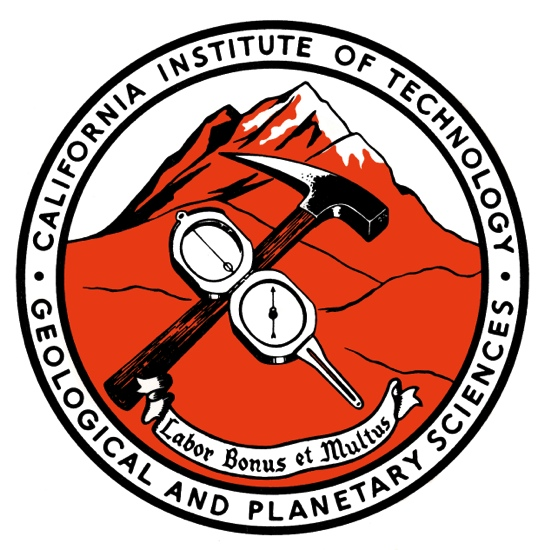 CALIFORNIA INSTITUTE OF TECHNOLOGY
• GEOLOGICAL AND PLANETARY SCIENCES •
Labor Bonus et Multus